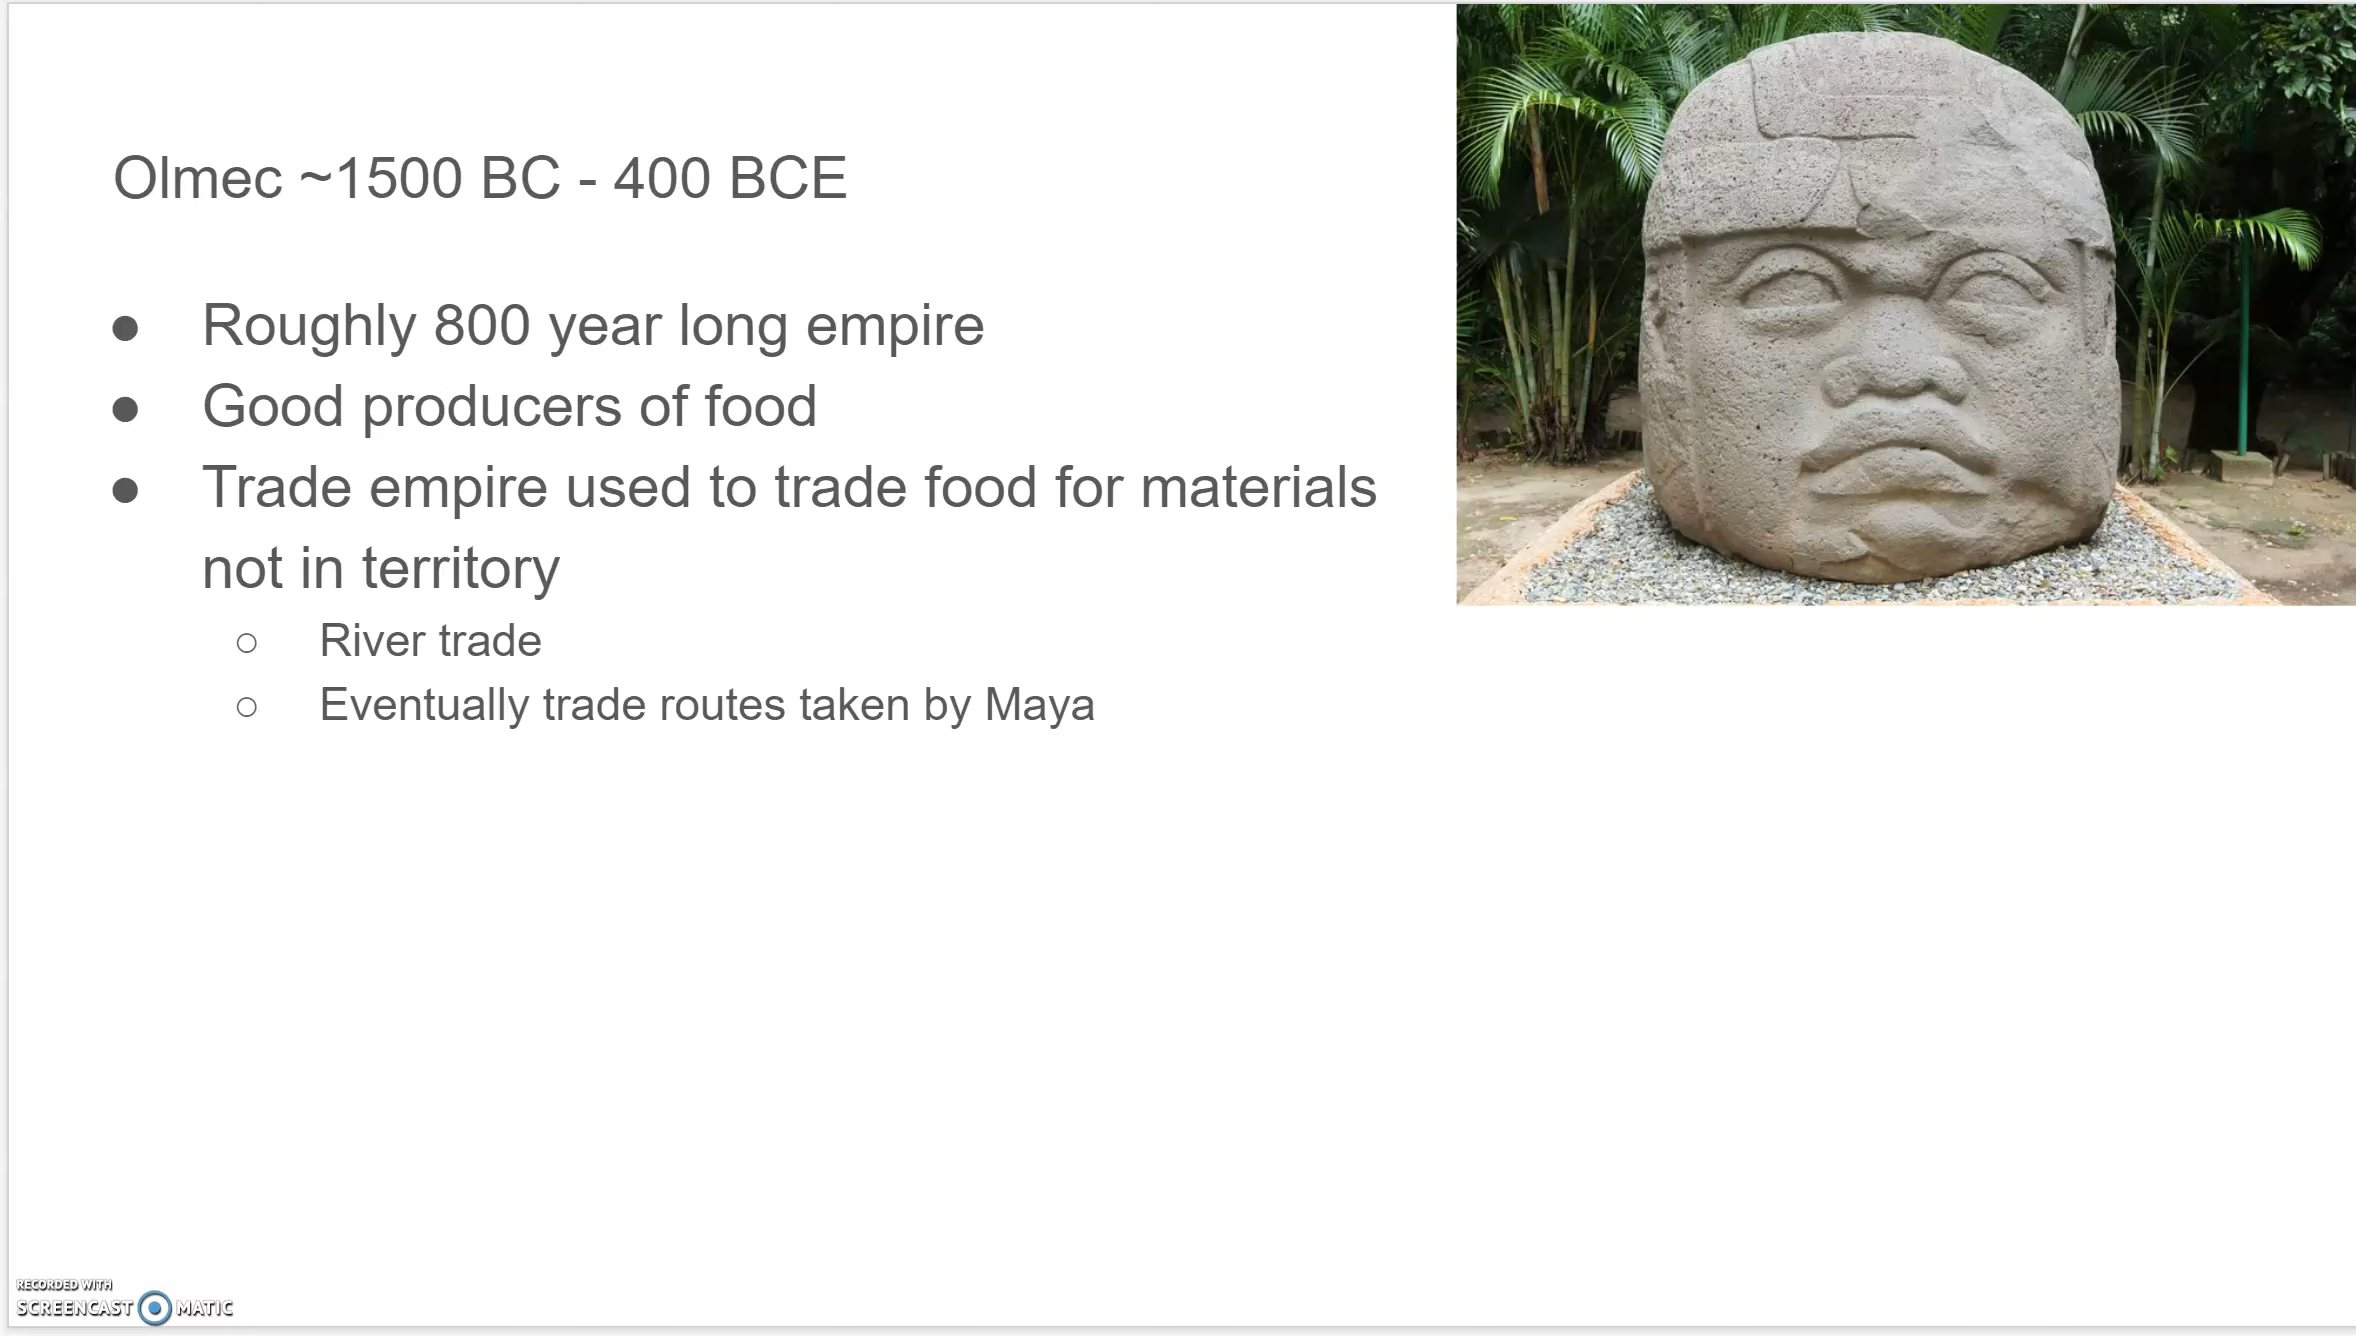 Olmec ~1500 BC - 400 BCE
● Roughly 800 year long empire
● Good producers of food
● Trade empire used to trade food for materials
not in territory
○ River trade
○ Eventually trade routes taken by Maya
RECORDED WITH
SCREENCAST MATIC